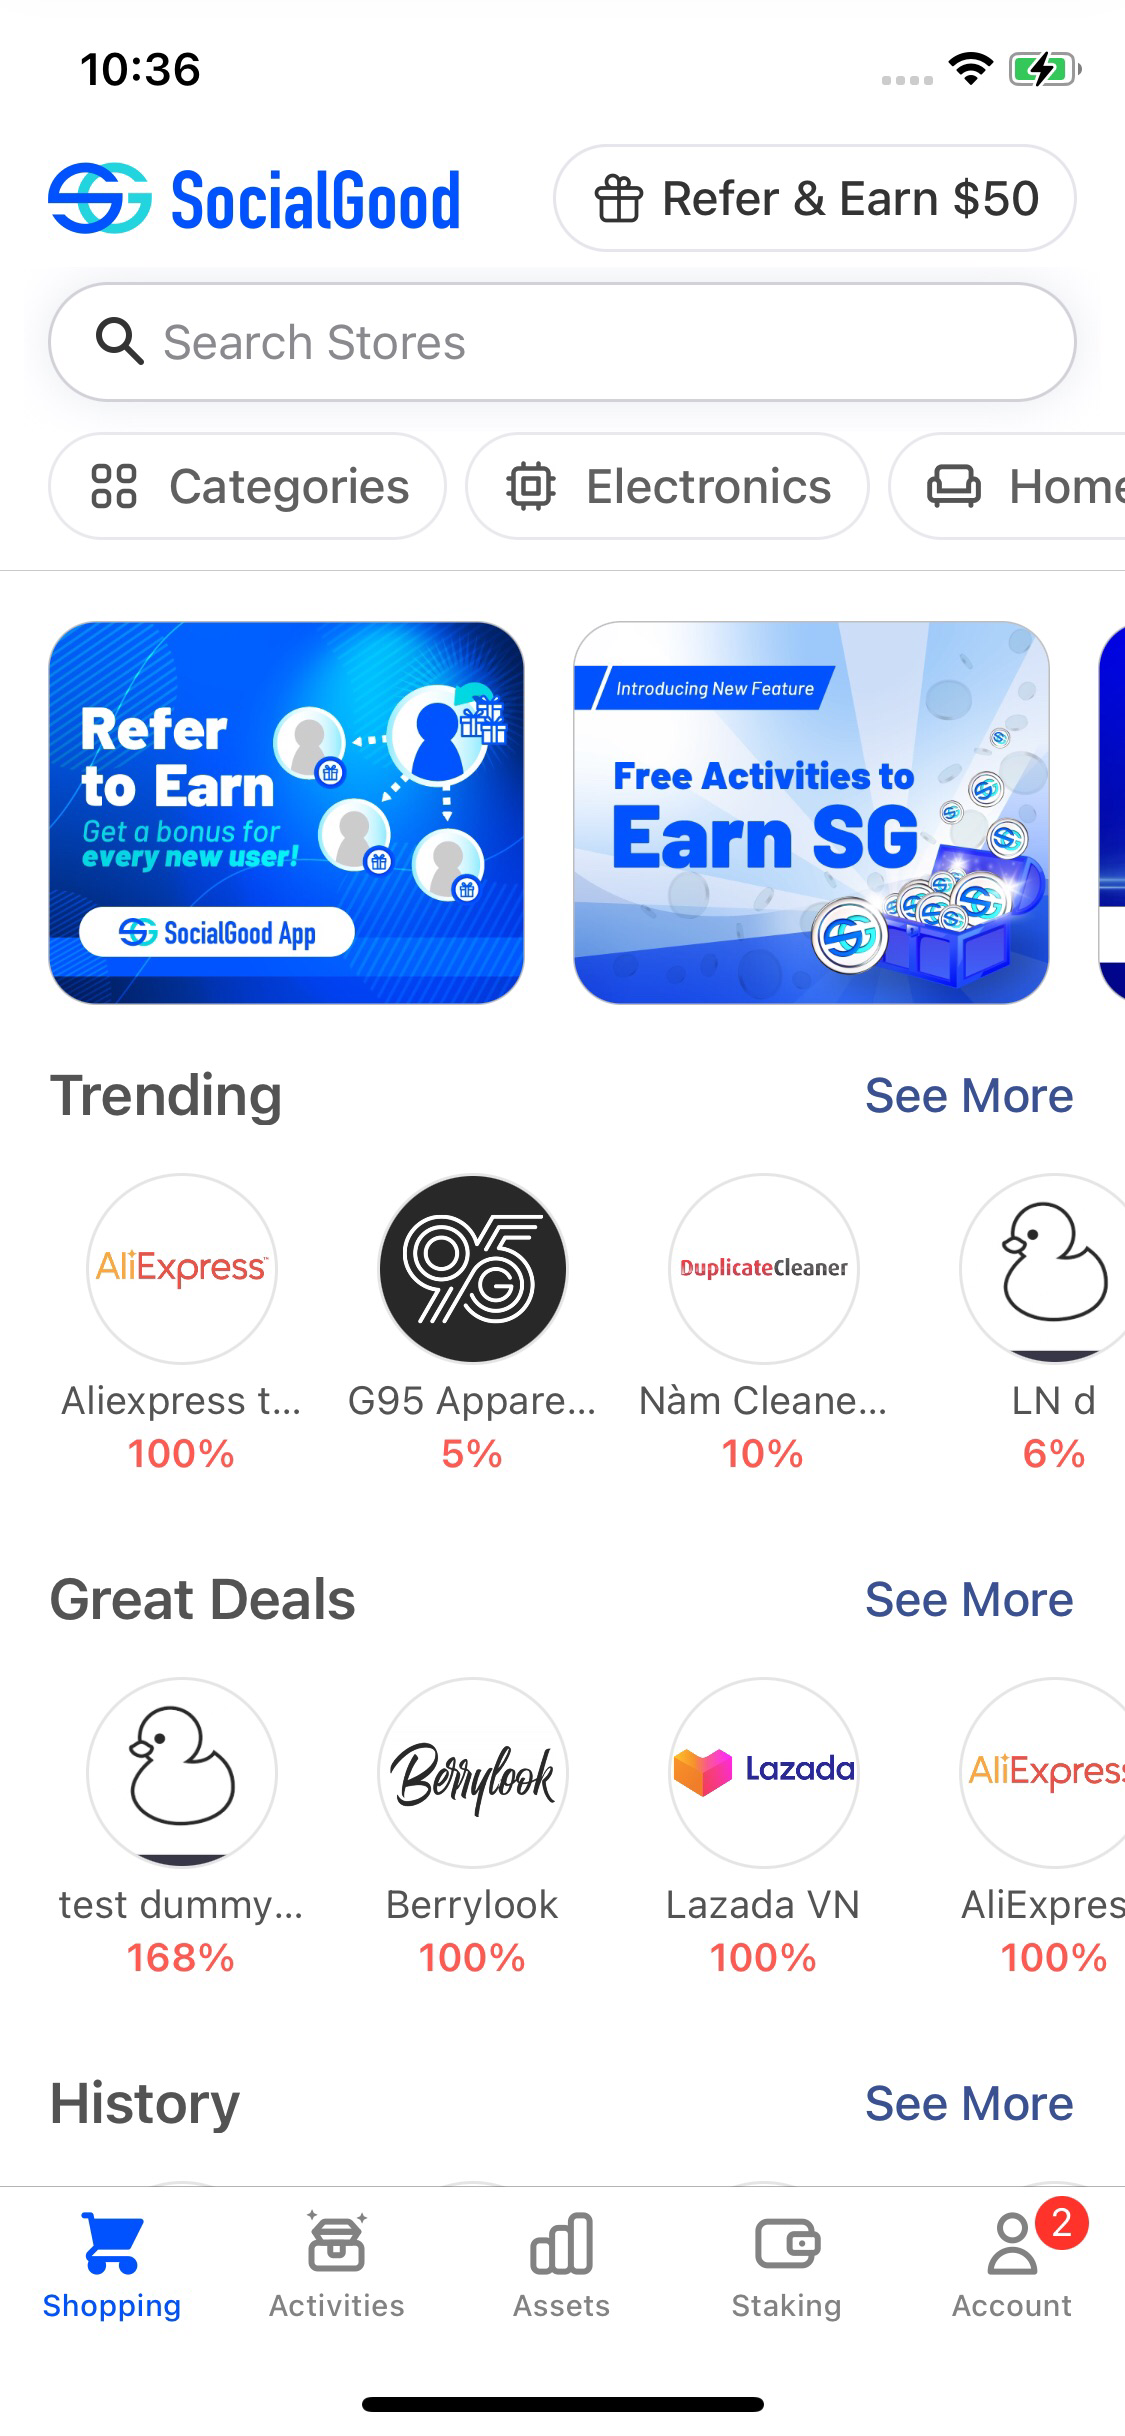 10:36
SocialGood
Refer & Earn $50
Search Stores
Categories
Electronics
Home
Refer
to Earn
Get a bonus for
every new user!
SocialGood App
Introducing New Feature
Free Activities to
Earn SG
Trending
See More
AliExpress
95G
DuplicateCleaner
Aliexpress t...
G95 Appare...
Nàm Cleane...
LN d
100%
5%
10%
6%
Great Deals
See More
Berrylook
Lazada
AliExpress
test dummy...
Berrylook
Lazada VN
AliExpres
168%
100%
100%
100%
History
See More
2
Shopping
Activities
Assets
Staking
Account